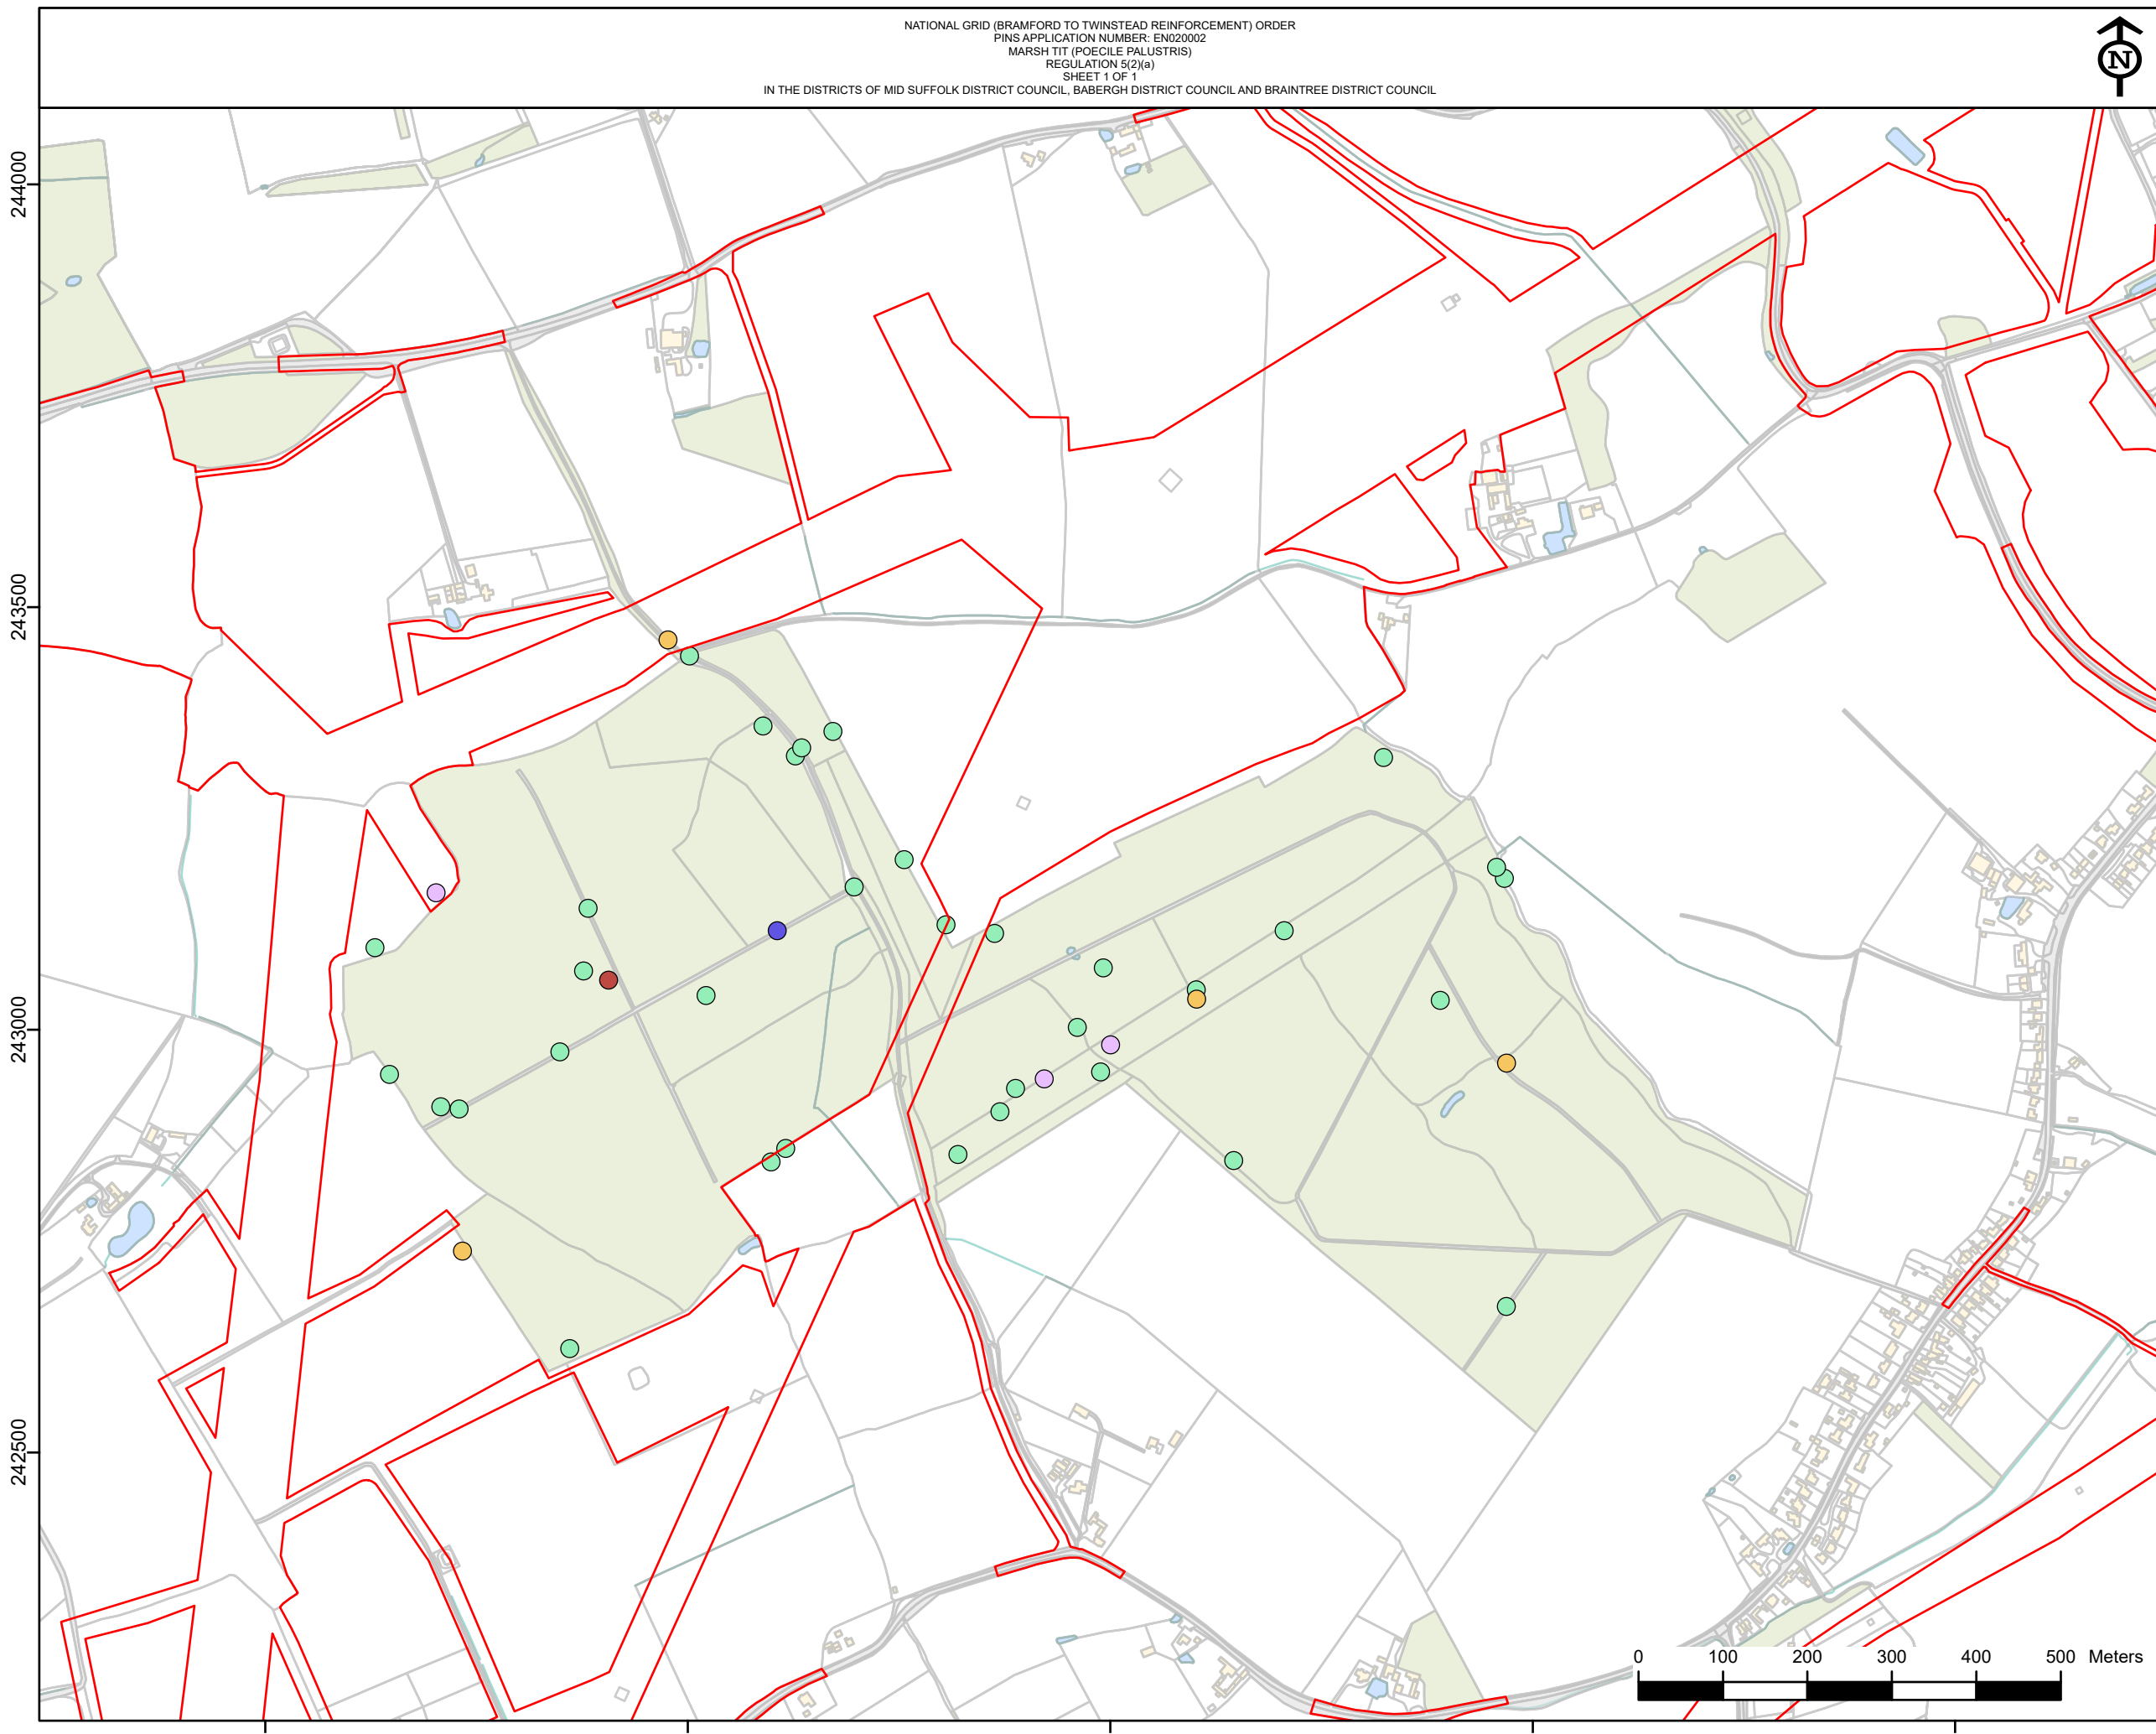 NATIONAL GRID (BRAMFORD TO TWINSTEAD REINFORCEMENT) ORDER
PINS APPLICATION NUMBER: EN020002
MARSH TIT (POECILE PALUSTRIS)
REGULATION 5(2)(a)
SHEET 1 OF 1
IN THE DISTRICTS OF MID SUFFOLK DISTRICT COUNCIL, BABERGH DISTRICT COUNCIL AND BRAINTREE DISTRICT COUNCIL
N
244000
243500
243000
242500
0 100 200 300 400 500 Meters